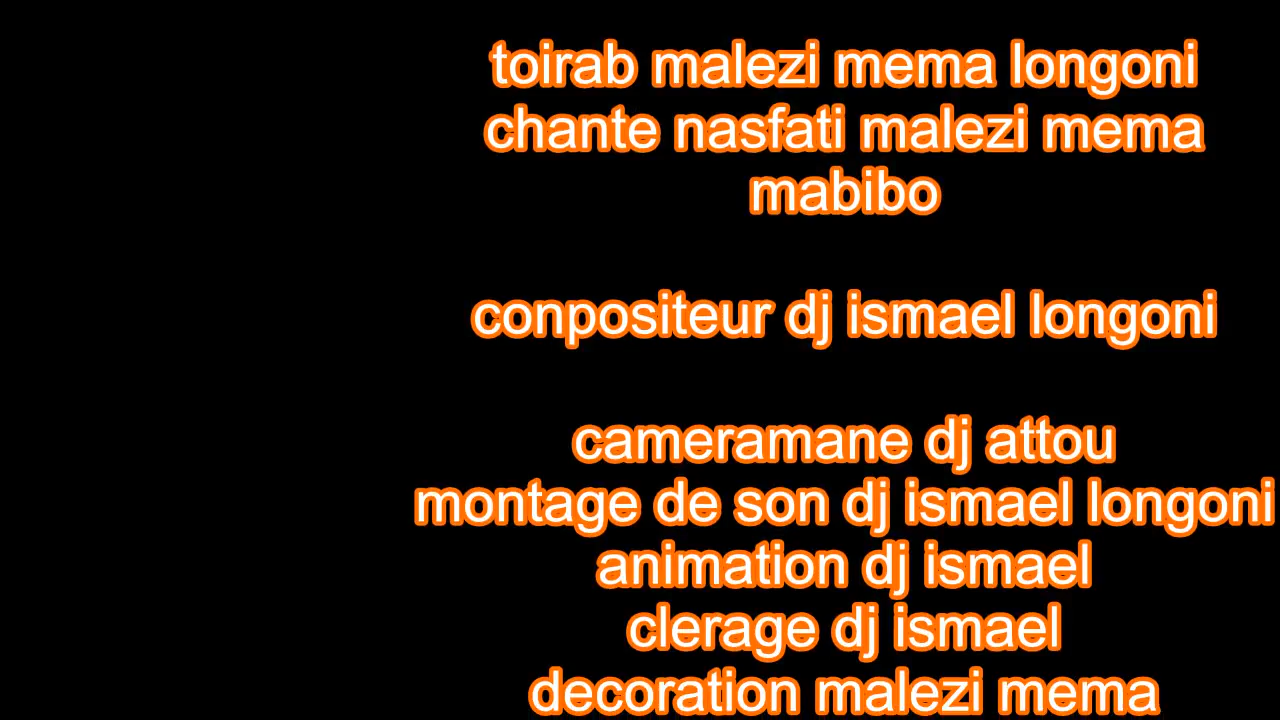 toirab malezi mema longoni
chante nasfati malezi mema
mabibo
conpositeur dj ismael longoni
cameramane dj attou
montage de son dj ismael longoni
animation dj ismael
clerage dj ismael
decoration malezi mema